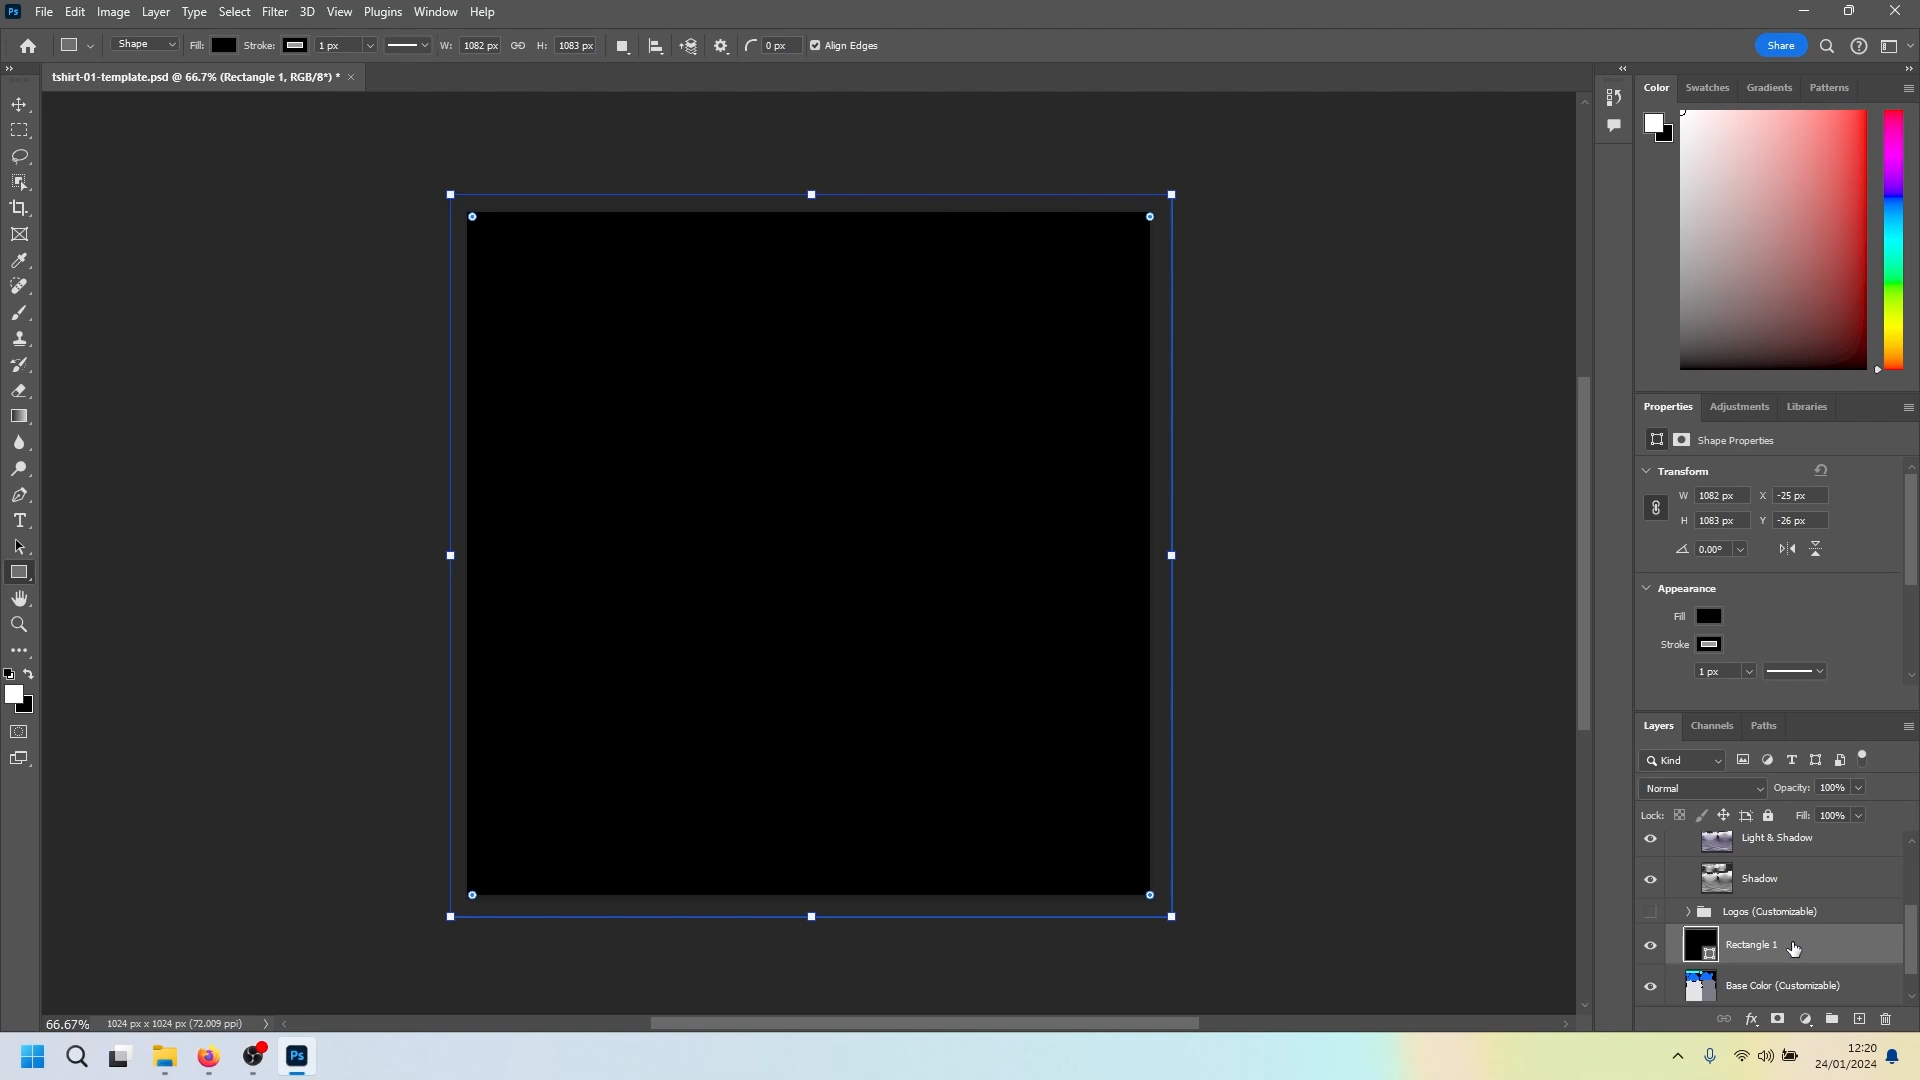 Ps File Edit Image Layer Type Select Filter 3D View Plugins Window Help
Shape Fill: Stroke: 1 px W: 1082 px H: 1083 px 0 px Align Edges Share
tshirt-01-template.psd @ 66.7% (Rectangle 1, RGB/8*) *
Color Swatches Gradients Patterns
Properties Adjustments Libraries
Shape Properties
Transform
W 1082 px X -25 px
H 1083 px Y -26 px
0.00°
Appearance
Fill
Stroke
1 px
Layers Channels Paths
Kind
Normal Opacity: 100%
Lock: Fill: 100%
Light & Shadow
Shadow
Logos (Customizable)
Rectangle 1
Base Color (Customizable)
66.67% 1024 px x 1024 px (72.009 ppi)
Ps
12:20
24/01/2024